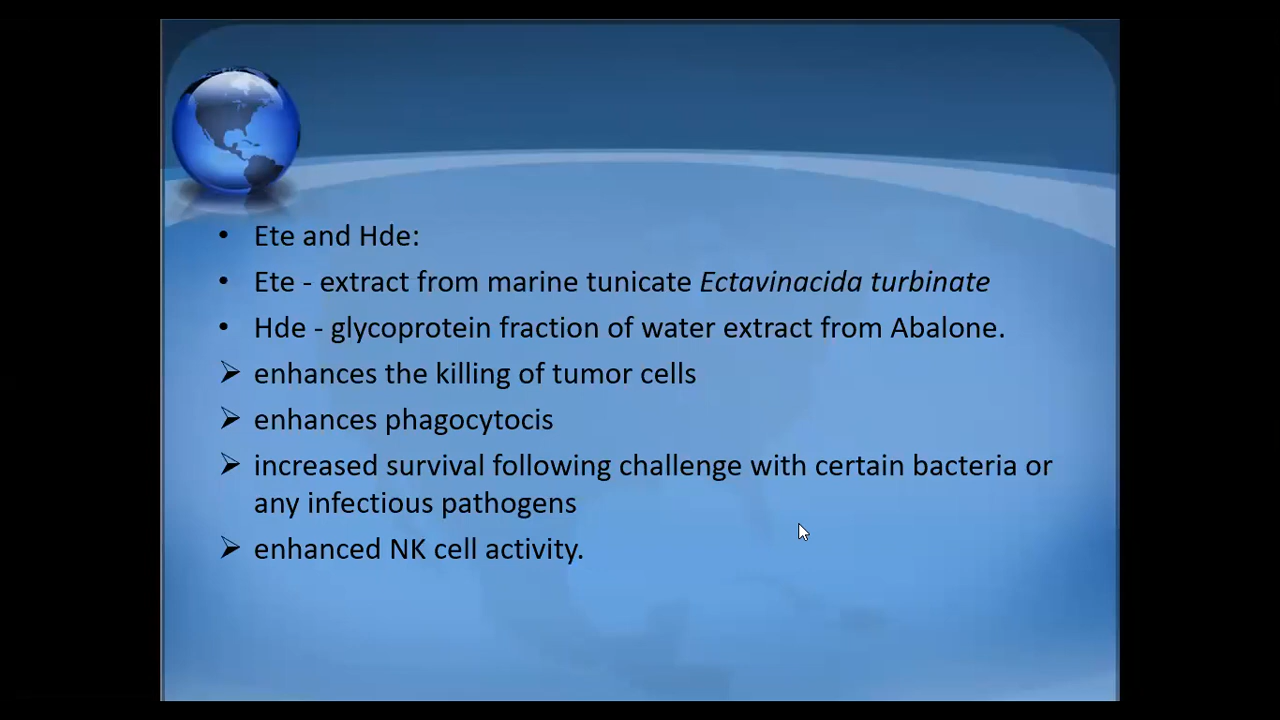 • Ete and Hde:
• Ete - extract from marine tunicate Ectavinacida turbinate
• Hde - glycoprotein fraction of water extract from Abalone.
➢ enhances the killing of tumor cells
➢ enhances phagocytocis
➢ increased survival following challenge with certain bacteria or
any infectious pathogens
➢ enhanced NK cell activity.